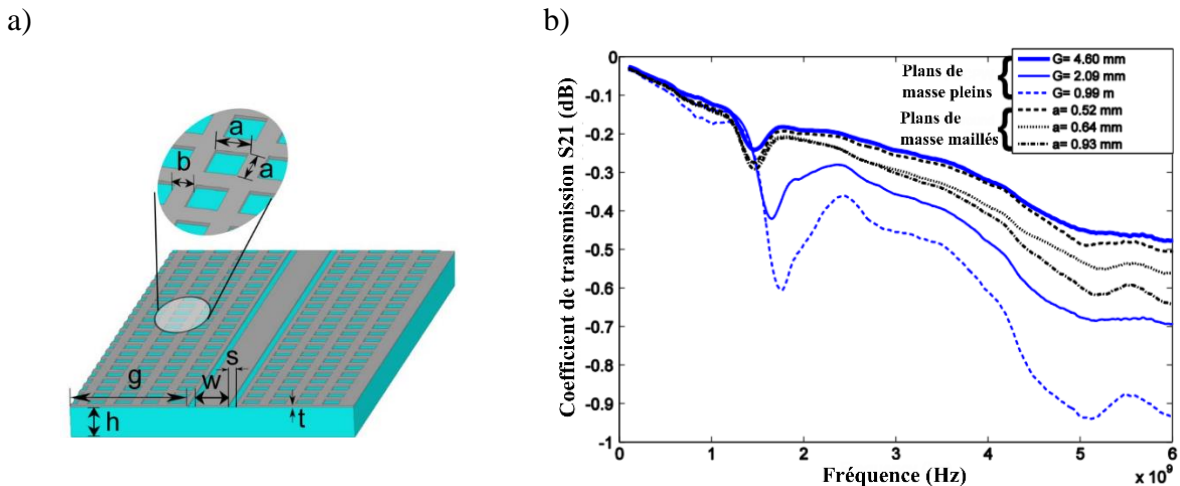 a)
a
a
b
g
w
s
h
t
b)
Coefficient de transmission S21 (dB)
0
-0.1
-0.2
-0.3
-0.4
-0.5
-0.6
-0.7
-0.8
-0.9
-1
Plans de
masse pleins
G= 4.60 mm
G= 2.09 mm
G= 0.99 m
Plans de
masse maillés
a= 0.52 mm
a= 0.64 mm
a= 0.93 mm
0 1 2 3 4 5 6
Fréquence (Hz)
x 10⁹